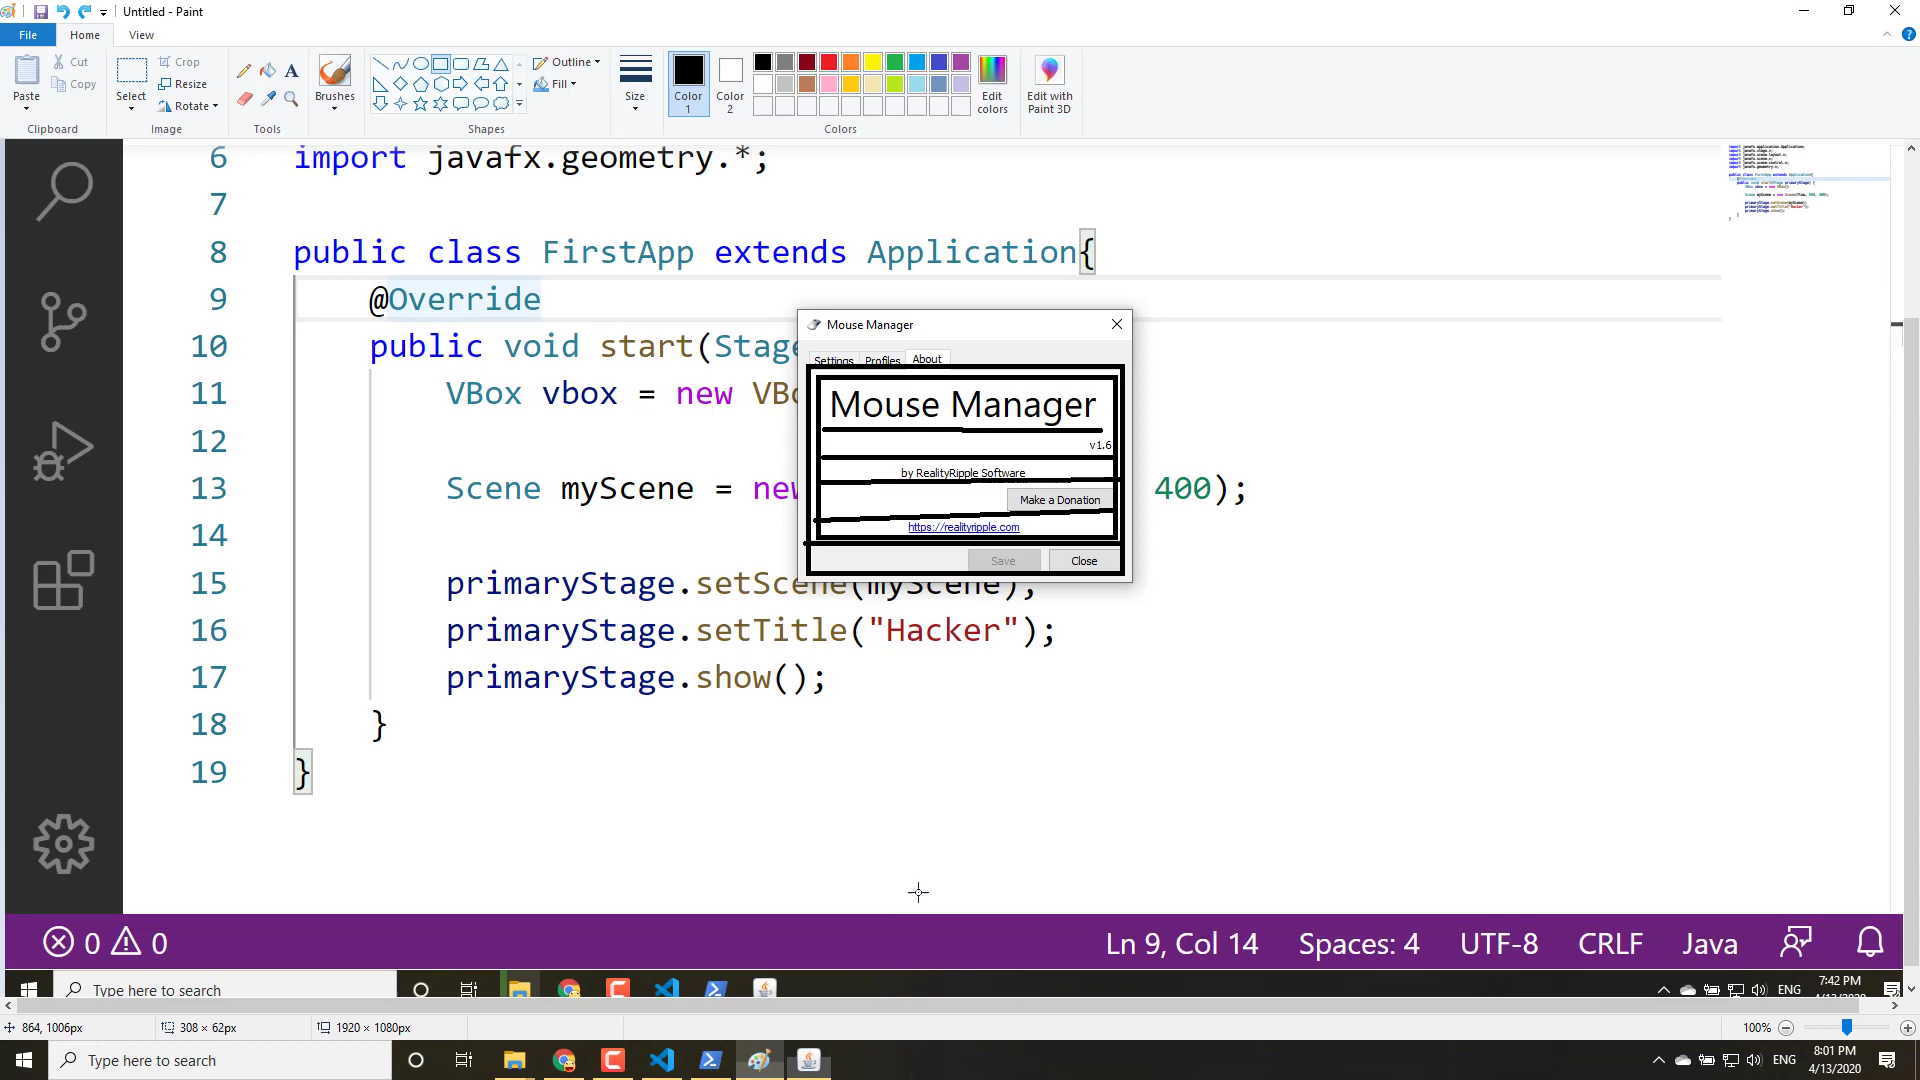 Untitled - Paint
File Home View
Paste
Cut
Copy
Clipboard
Select
Crop
Resize
Rotate
Image
Tools
Brushes
Shapes
Outline
Fill
Size
Color 1
Color 2
Edit colors
Edit with Paint 3D
Colors
6 import javafx.geometry.*;
7
8 public class FirstApp extends Application{
9 @Override
10 public void start(Stage
11 VBox vbox = new VBo
12
13 Scene myScene = new 400);
14
15 primaryStage.setScene(myScene);
16 primaryStage.setTitle("Hacker");
17 primaryStage.show();
18 }
19 }
Mouse Manager
Settings Profiles About
Mouse Manager
v1.6
by RealityRipple Software
Make a Donation
https://realityripple.com
Save Close
0 0 Ln 9, Col 14 Spaces: 4 UTF-8 CRLF Java
Type here to search ENG 7:42 PM
4/13/2020
864, 1006px 308 × 62px 1920 × 1080px 100%
Type here to search ENG 8:01 PM
4/13/2020